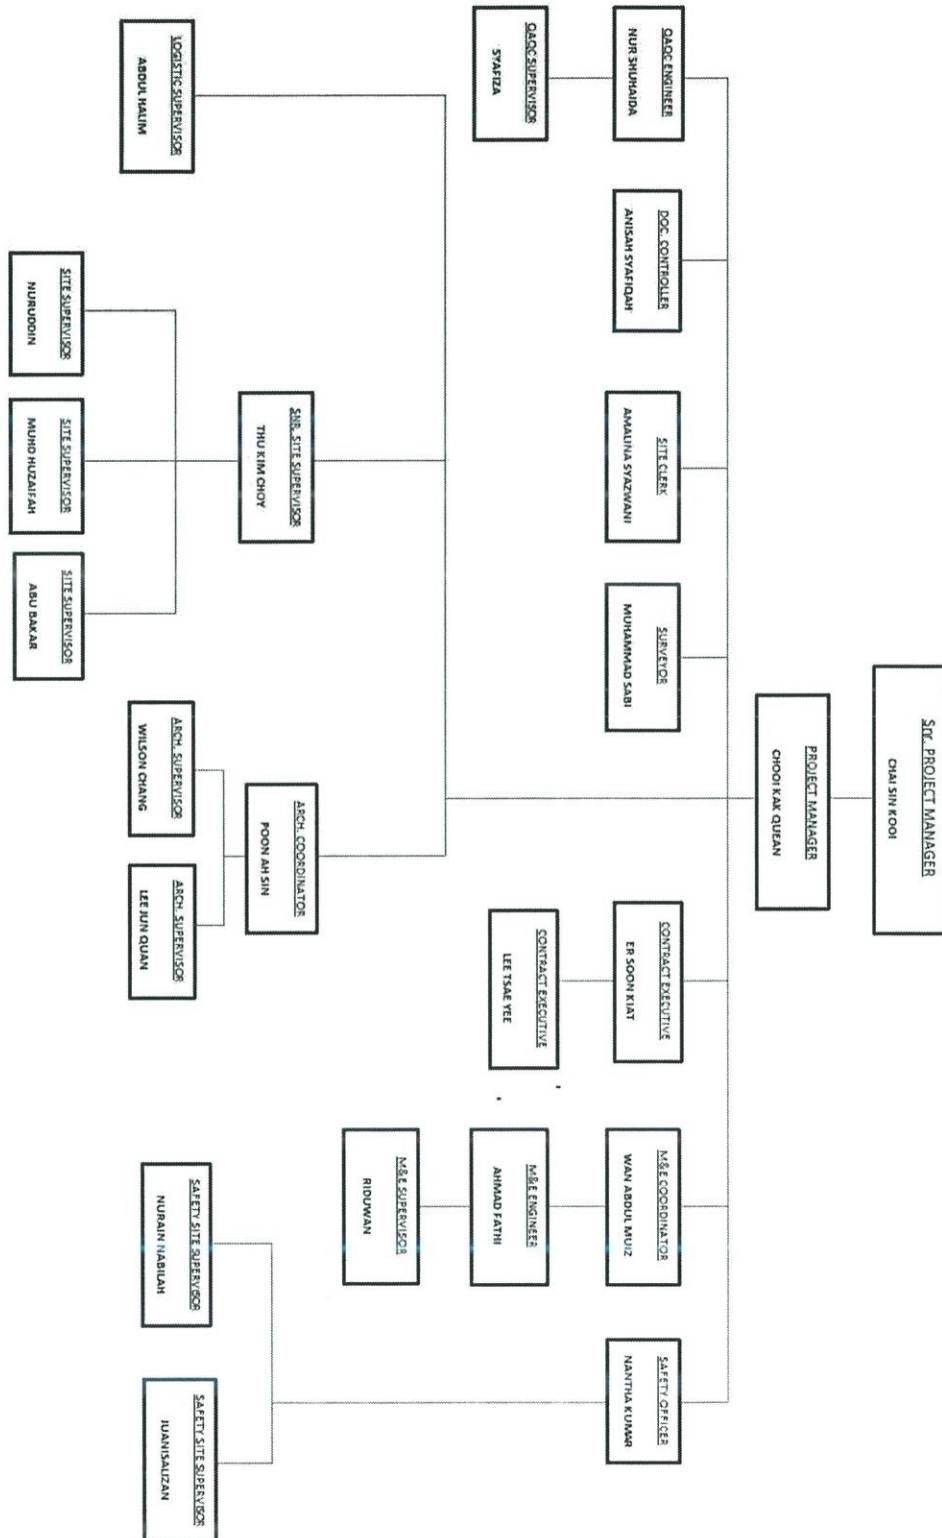 Snr. PROJECT MANAGER
CHAI SIN KOOI
PROJECT MANAGER
CHOOI KAK QUEAN
QAQC ENGINEER
NUR SHUHAIDA
DOC. CONTROLLER
ANISAH SYAFIQAH
SITE CLERK
AMALINA SYAZWANI
SURVEYOR
MUHAMMAD SABI
CONTRACT EXECUTIVE
ER SOON KIAT
M&E COORDINATOR
WAN ABDUL MUIZ
SAFETY OFFICER
NANTHA KUMAR
QAQC SUPERVISOR
SYAFIZA
CONTRACT EXECUTIVE
LEE TSAE YEE
M&E ENGINEER
AHMAD FATHI
M&E SUPERVISOR
RIDUWAN
LOGISTIC SUPERVISOR
ABDUL HALIM
SNR. SITE SUPERVISOR
THU KIM CHOY
ARCH. COORDINATOR
POON AH SIN
SITE SUPERVISOR
NURUDDIN
SITE SUPERVISOR
MUHD HUZAIFAH
SITE SUPERVISOR
ABU BAKAR
ARCH. SUPERVISOR
WILSON CHANG
ARCH. SUPERVISOR
LEE JUN QUAN
SAFETY SITE SUPERVISOR
NURAIN NABILAH
SAFETY SITE SUPERVISOR
JUANISALIZAN